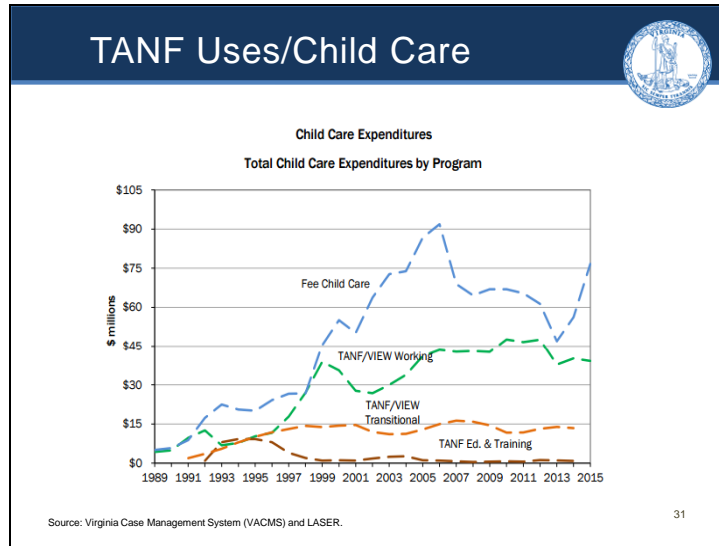 TANF Uses/Child Care
VIRGINIA
Child Care Expenditures
Total Child Care Expenditures by Program
$105
$90
$75
$60
$45
$30
$15
$0
$ millions
Fee Child Care
TANF/VIEW Working
TANF/VIEW
Transitional
TANF Ed. & Training
1989 1991 1993 1995 1997 1999 2001 2003 2005 2007 2009 2011 2013 2015
Source: Virginia Case Management System (VACMS) and LASER.
31